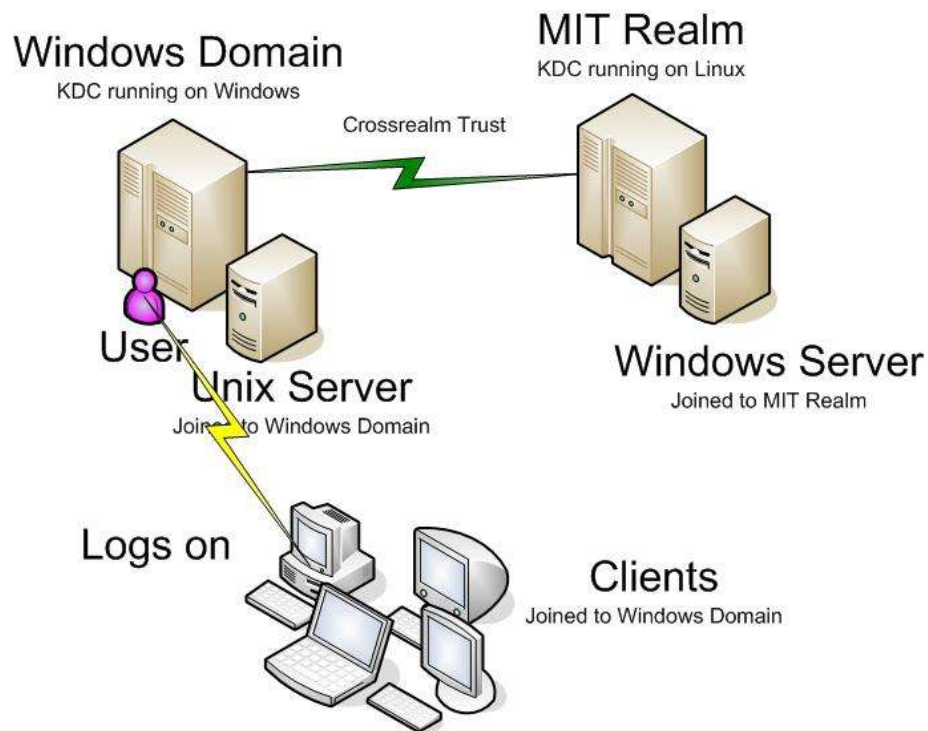 Windows Domain
KDC running on Windows
MIT Realm
KDC running on Linux
Crossrealm Trust
User
Unix Server
Joined to Windows Domain
Windows Server
Joined to MIT Realm
Logs on
Clients
Joined to Windows Domain